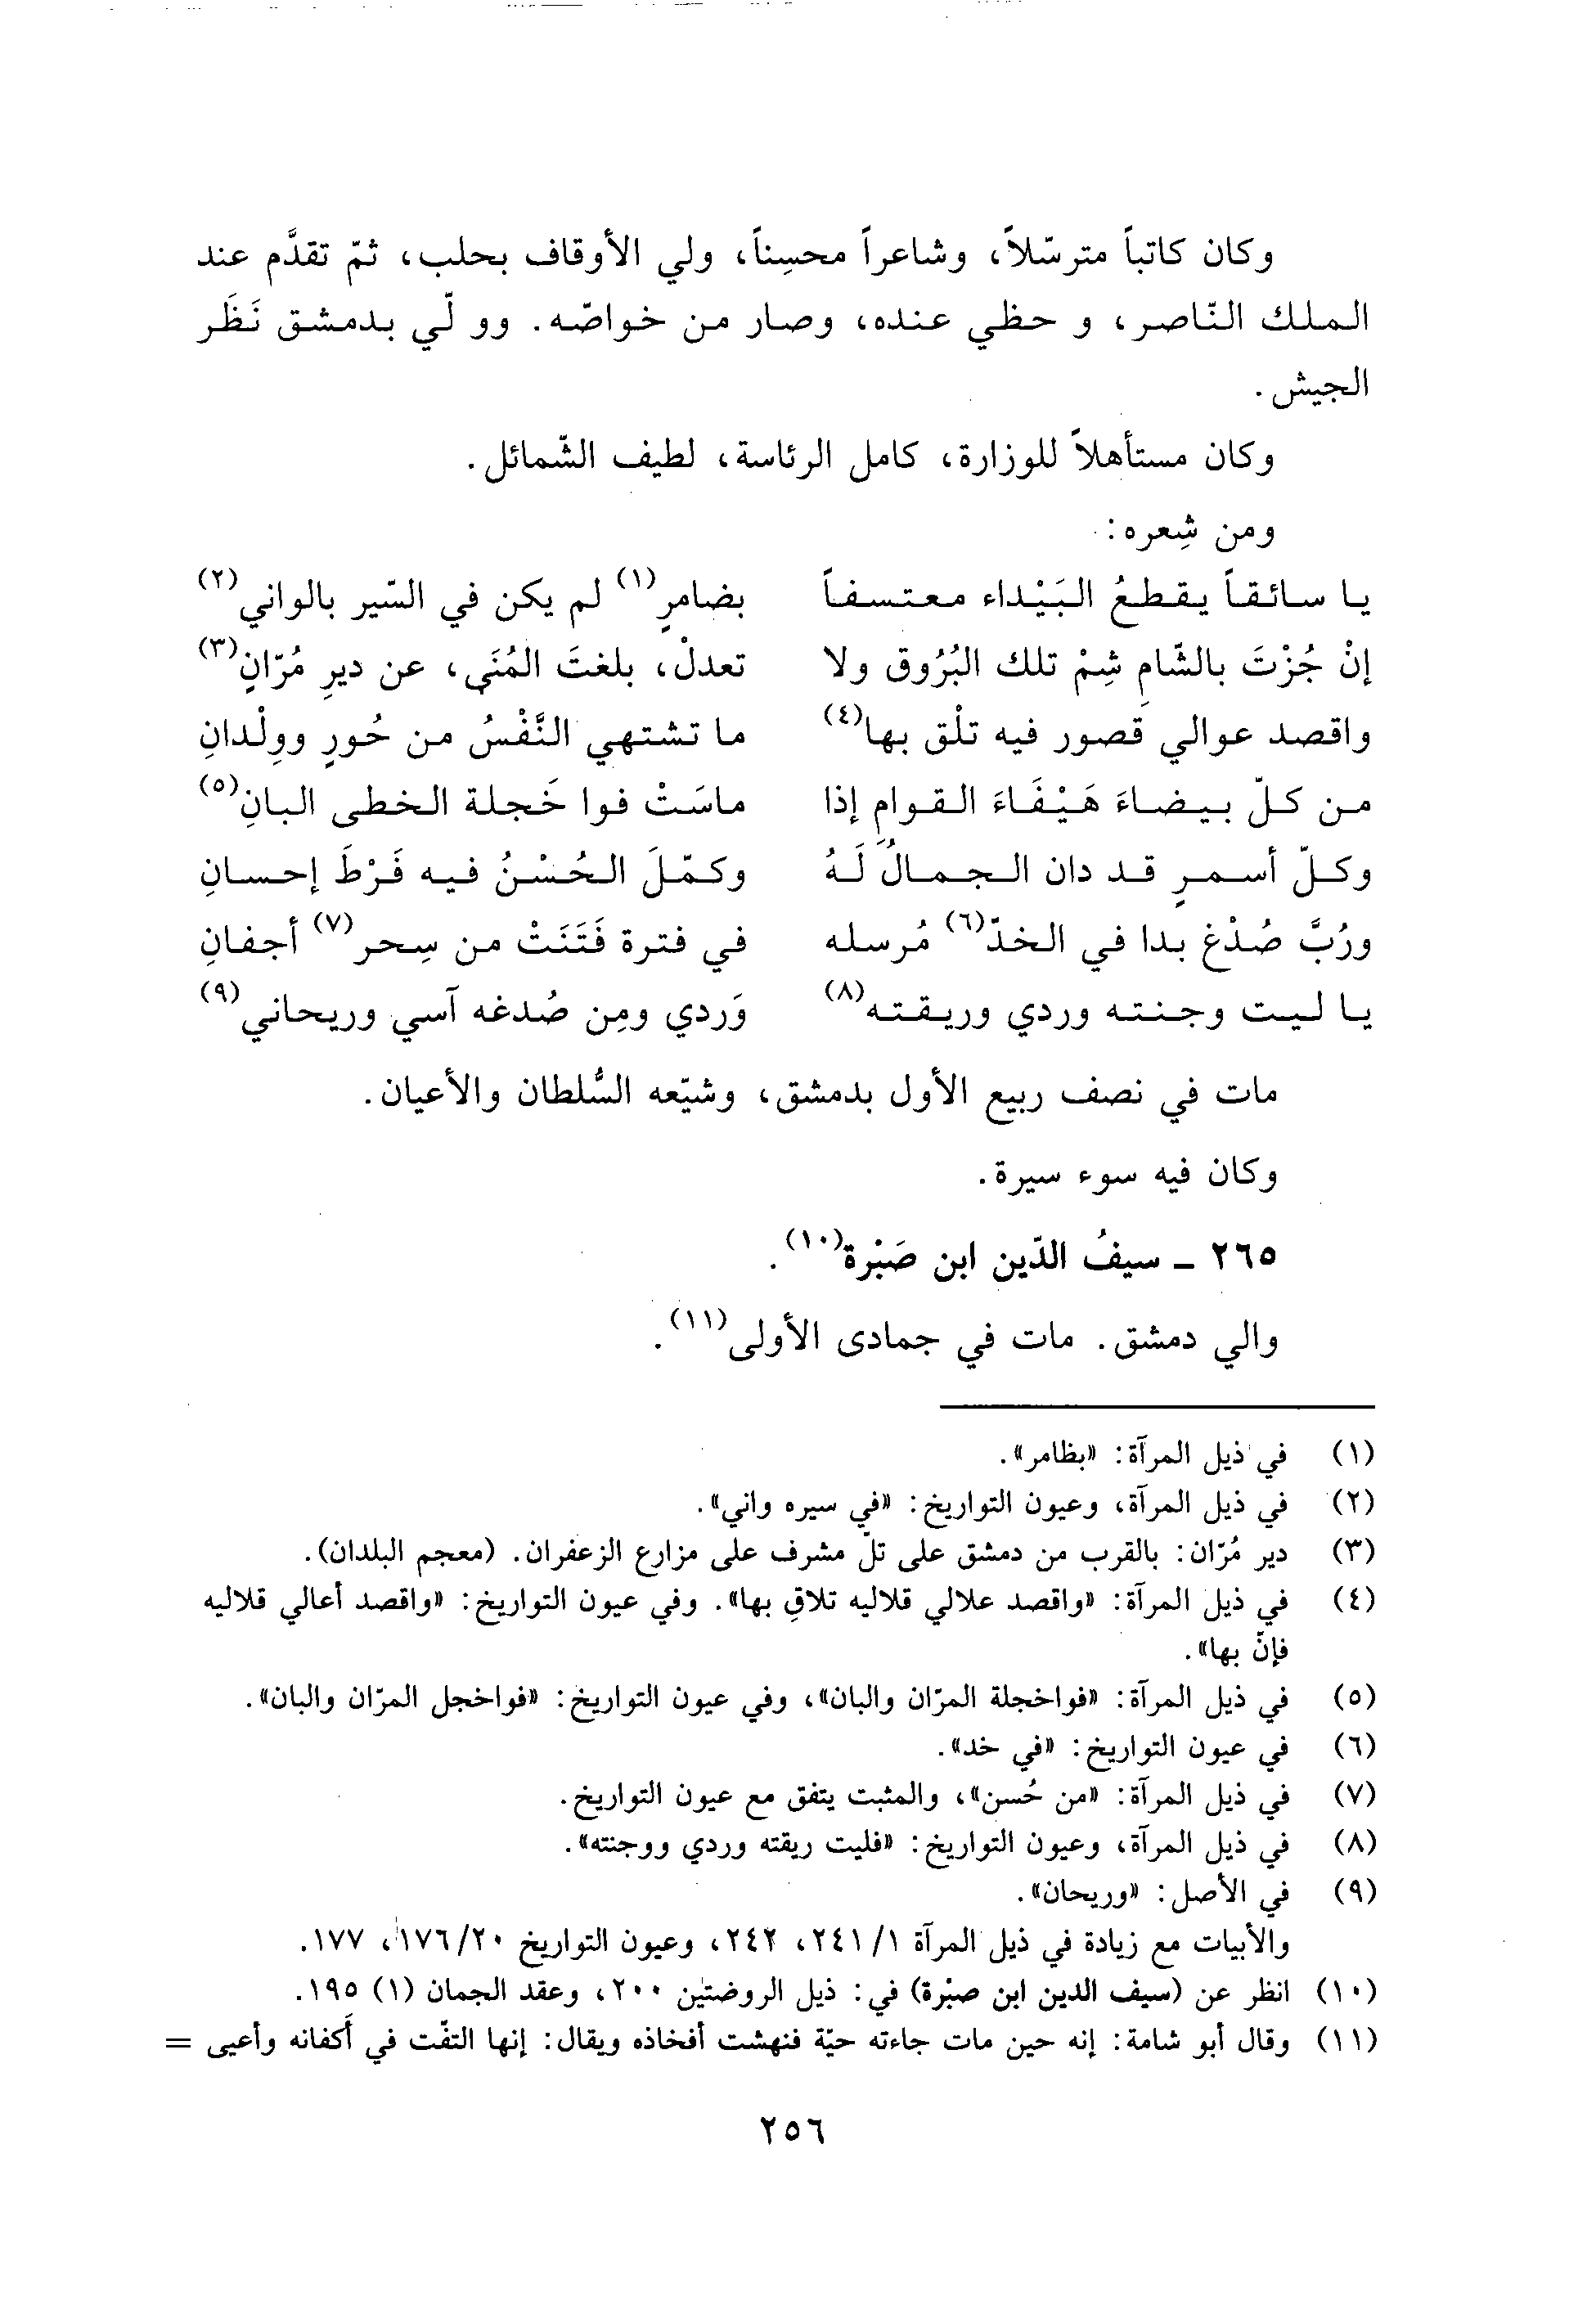 وكان كاتباً مترسّلاً، وشاعراً محسِناً، ولي الأوقاف بحلب، ثمّ تقدَّم عند
الملك النّاصر، و حظي عنده، وصار من خواصّه. وو لّي بدمشق نَظَر
الجيش.
وكان مستأهلاً للوزارة، كامل الرئاسة، لطيف الشّمائل.
ومن شِعره:
يا سائقاً يقطعُ البَيْداء معتسفاً بضامرٍ(١) لم يكن في السّير بالواني(٢)
إنْ جُزْتَ بالشّامِ شِمْ تلك البُرُوق ولا تعدلْ، بلغتَ المُنَى، عن ديرِ مُرّانٍ(٣)
واقصد عوالي قصور فيه تلْق بها(٤) ما تشتهي النَّفْسُ من حُورٍ ووِلْدانِ
من كلّ بيضاءَ هَيْفَاءَ القوامِ إذا ماسَتْ فوا خَجلة الخطى البانِ(٥)
وكلّ أسمرٍ قد دان الجمالُ لَهُ وكمّلَ الحُسْنُ فيه فَرْطَ إحسانِ
ورُبَّ صُدْغ بدا في الخدّ(٦) مُرسله في فترة فَتَنَتْ من سِحر(٧) أجفانِ
يا ليت وجنته وردي وريقته(٨) وَردي ومِن صُدغه آسي وريحاني(٩)
مات في نصف ربيع الأول بدمشق، وشيّعه السُّلطان والأعيان.
وكان فيه سوء سيرة.
٢٦٥ ـ سيفُ الدّين ابن صَبْرة(١٠).
والي دمشق. مات في جمادى الأولى(١١).
(١) في ذيل المرآة: «بظامر».
(٢) في ذيل المرآة، وعيون التواريخ: «في سيره واني».
(٣) دير مُرّان: بالقرب من دمشق على تلّ مشرف على مزارع الزعفران. (معجم البلدان).
(٤) في ذيل المرآة: «واقصد علالي قلاليه تلاقِ بها». وفي عيون التواريخ: «واقصد أعالي قلاليه
فإنّ بها».
(٥) في ذيل المرآة: «فواخجلة المرّان والبان»، وفي عيون التواريخ: «فواخجل المرّان والبان».
(٦) في عيون التواريخ: «في خد».
(٧) في ذيل المرآة: «من حُسن»، والمثبت يتفق مع عيون التواريخ.
(٨) في ذيل المرآة، وعيون التواريخ: «فليت ريقته وردي ووجنته».
(٩) في الأصل: «وريحان».
والأبيات مع زيادة في ذيل المرآة ١/ ٢٤١، ٢٤٢، وعيون التواريخ ٢٠/ ١٧٦، ١٧٧.
(١٠) انظر عن (سيف الدين ابن صبْرة) في: ذيل الروضتين ٢٠٠، وعقد الجمان (١) ١٩٥.
(١١) وقال أبو شامة: إنه حين مات جاءته حيّة فنهشت أفخاذه ويقال: إنها التفّت في أكفانه وأعيى =
٢٥٦